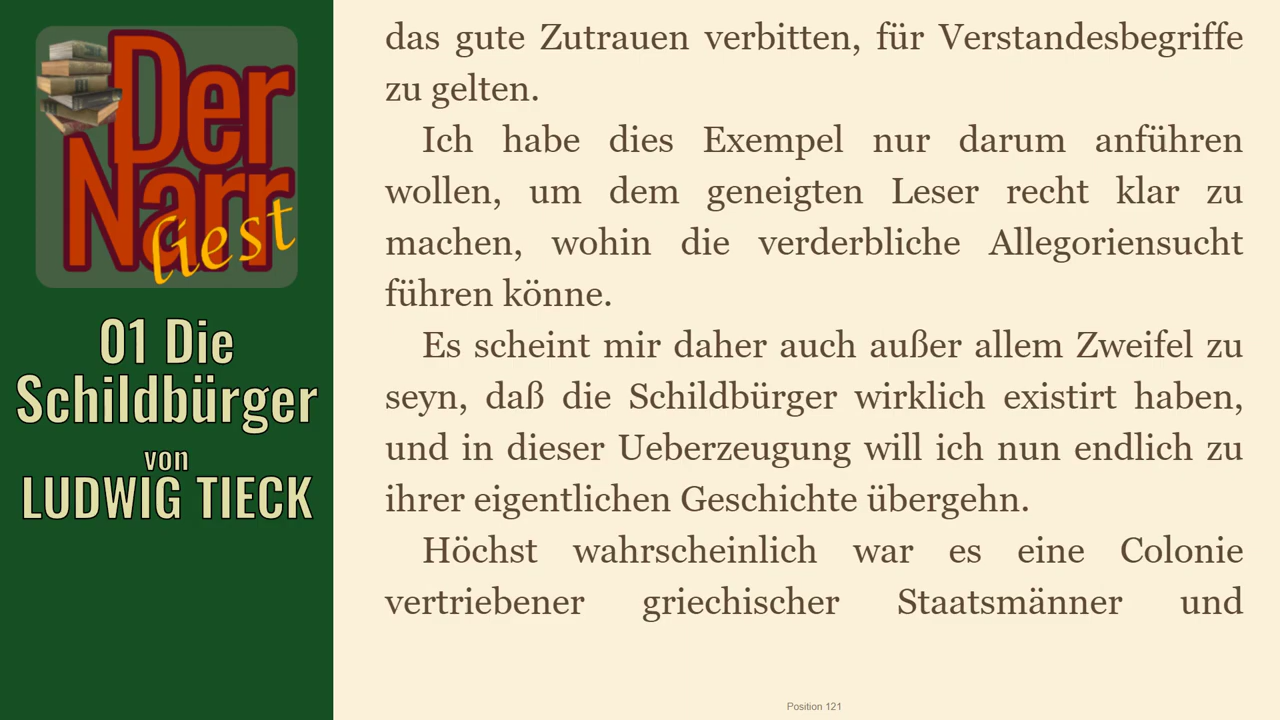 Der
Narr
liest
01 Die
Schildbürger
von
LUDWIG TIECK
das gute Zutrauen verbitten, für Verstandesbegriffe
zu gelten.
Ich habe dies Exempel nur darum anführen
wollen, um dem geneigten Leser recht klar zu
machen, wohin die verderbliche Allegoriensucht
führen könne.
Es scheint mir daher auch außer allem Zweifel zu
seyn, daß die Schildbürger wirklich existirt haben,
und in dieser Ueberzeugung will ich nun endlich zu
ihrer eigentlichen Geschichte übergehn.
Höchst wahrscheinlich war es eine Colonie
vertriebener griechischer Staatsmänner und
Position 121